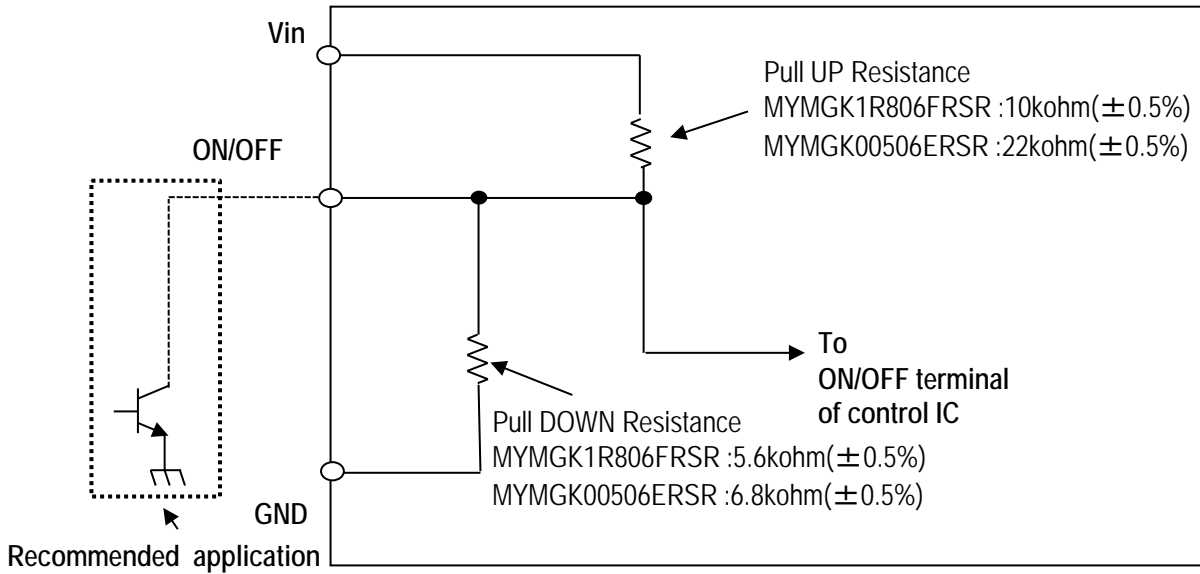 Vin
Pull UP Resistance
MYMGK1R806FRSR :10kohm(±0.5%)
MYMGK00506ERSR :22kohm(±0.5%)
ON/OFF
To
ON/OFF terminal
of control IC
Pull DOWN Resistance
MYMGK1R806FRSR :5.6kohm(±0.5%)
MYMGK00506ERSR :6.8kohm(±0.5%)
GND
Recommended application